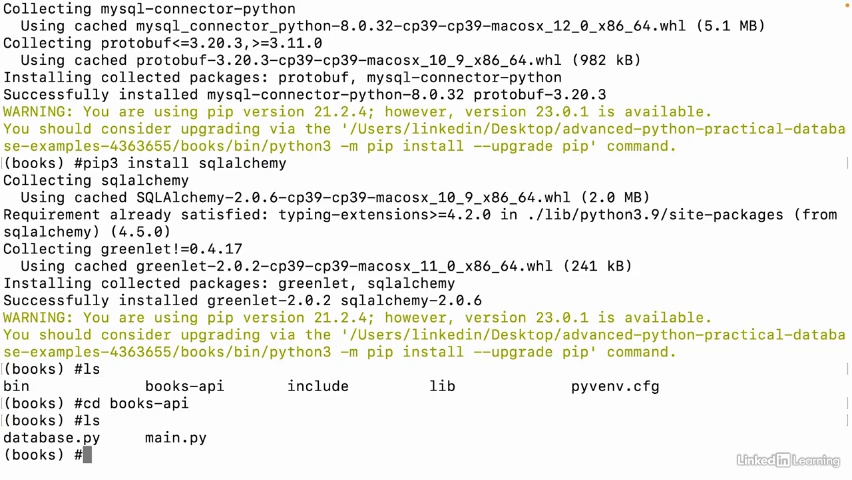 Collecting mysql-connector-python
  Using cached mysql_connector_python-8.0.32-cp39-cp39-macosx_12_0_x86_64.whl (5.1 MB)
Collecting protobuf<=3.20.3,>=3.11.0
  Using cached protobuf-3.20.3-cp39-cp39-macosx_10_9_x86_64.whl (982 kB)
Installing collected packages: protobuf, mysql-connector-python
Successfully installed mysql-connector-python-8.0.32 protobuf-3.20.3
WARNING: You are using pip version 21.2.4; however, version 23.0.1 is available.
You should consider upgrading via the '/Users/linkedin/Desktop/advanced-python-practical-databa
se-examples-4363655/books/bin/python3 -m pip install --upgrade pip' command.
(books) #pip3 install sqlalchemy
Collecting sqlalchemy
  Using cached SQLAlchemy-2.0.6-cp39-cp39-macosx_10_9_x86_64.whl (2.0 MB)
Requirement already satisfied: typing-extensions>=4.2.0 in ./lib/python3.9/site-packages (from
sqlalchemy) (4.5.0)
Collecting greenlet!=0.4.17
  Using cached greenlet-2.0.2-cp39-cp39-macosx_11_0_x86_64.whl (241 kB)
Installing collected packages: greenlet, sqlalchemy
Successfully installed greenlet-2.0.2 sqlalchemy-2.0.6
WARNING: You are using pip version 21.2.4; however, version 23.0.1 is available.
You should consider upgrading via the '/Users/linkedin/Desktop/advanced-python-practical-databa
se-examples-4363655/books/bin/python3 -m pip install --upgrade pip' command.
(books) #ls
bin books-api include lib pyvenv.cfg
(books) #cd books-api
(books) #ls
database.py main.py
(books) #
Linked in Learning